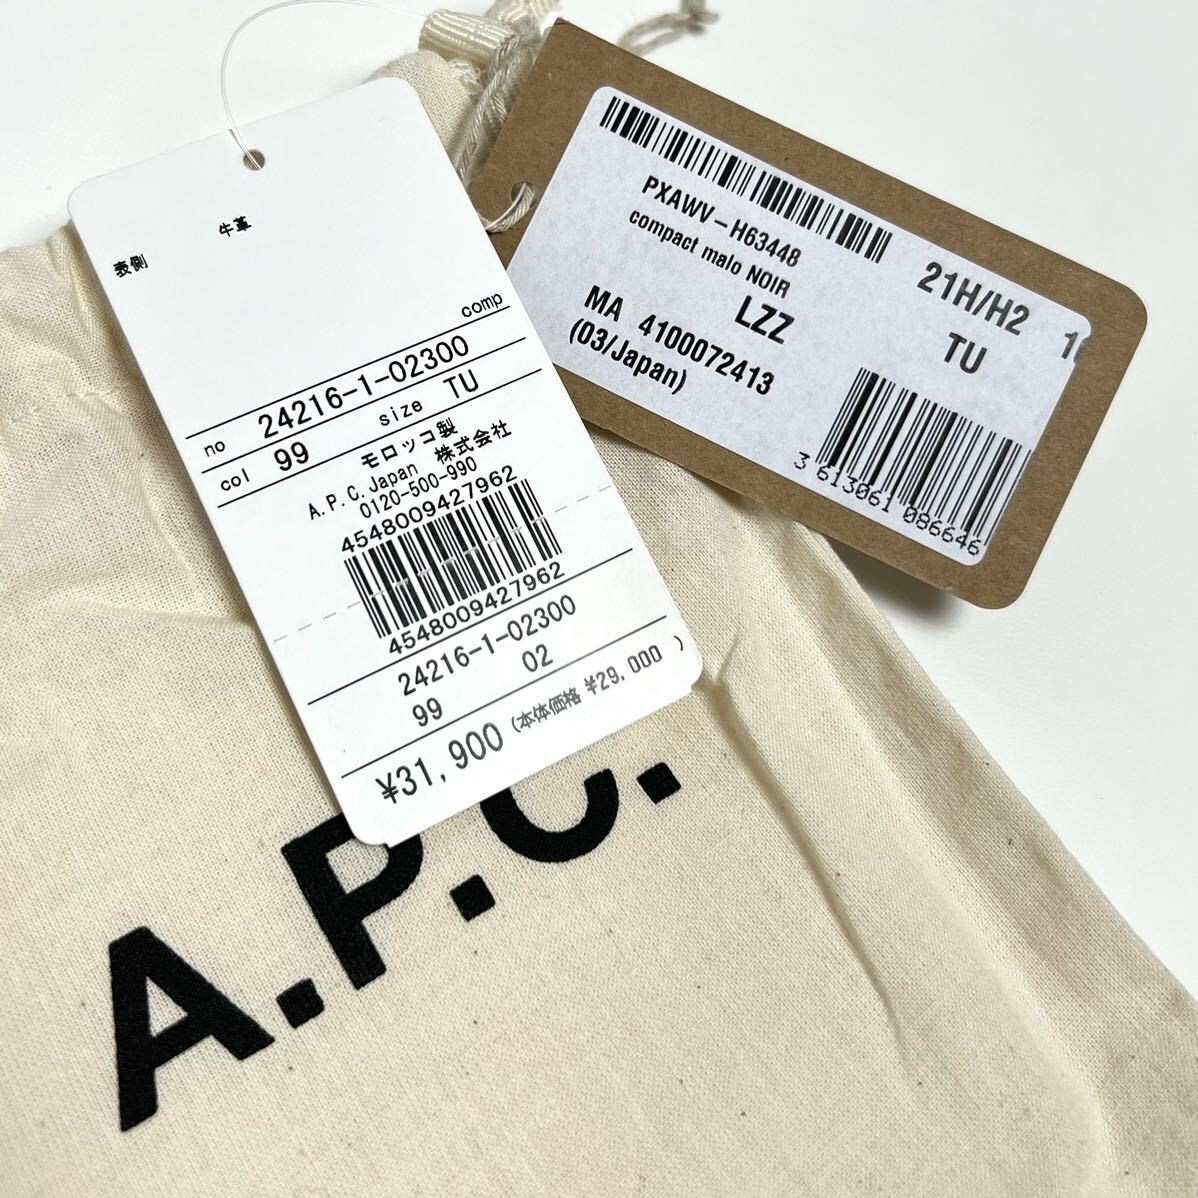 表側 牛革
comp
no 24216-1-02300
col 99 size TU
モロッコ製
A.P.C.Japan 株式会社
0120-500-990
4548009427962
4548009427962
24216-1-02300
99 02
¥31,900 (本体価格 ¥29,000 )
PXAWV-H63448
compact malo NOIR
LZZ
21H/H2
TU
MA 4100072413
(03/Japan)
3 613061 086646
A.P.C.